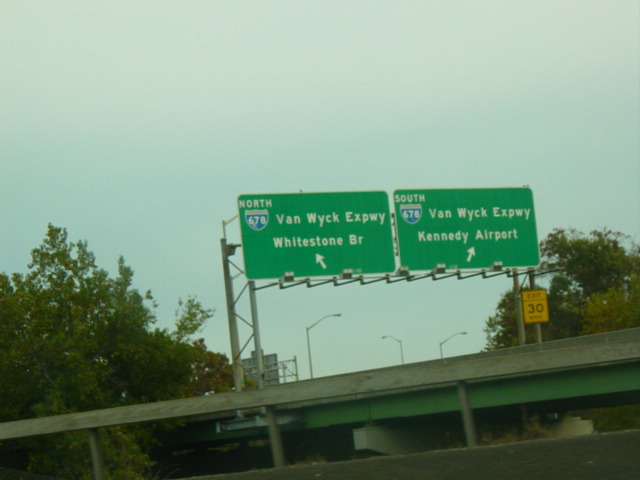 NORTH
678 Van Wyck Expwy
Whitestone Br
SOUTH
678 Van Wyck Expwy
Kennedy Airport
EXIT
30